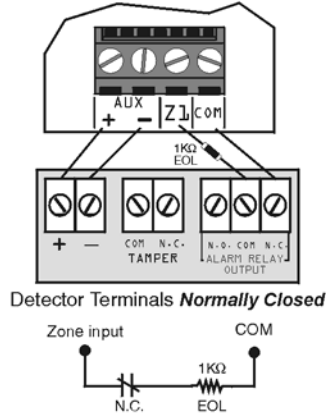 AUX
+ − Z1 COM
1KΩ
EOL
+ − COM N.C. N.O. COM N.C.
TAMPER ALARM RELAY
OUTPUT
Detector Terminals Normally Closed
Zone input COM
1KΩ
N.C. EOL